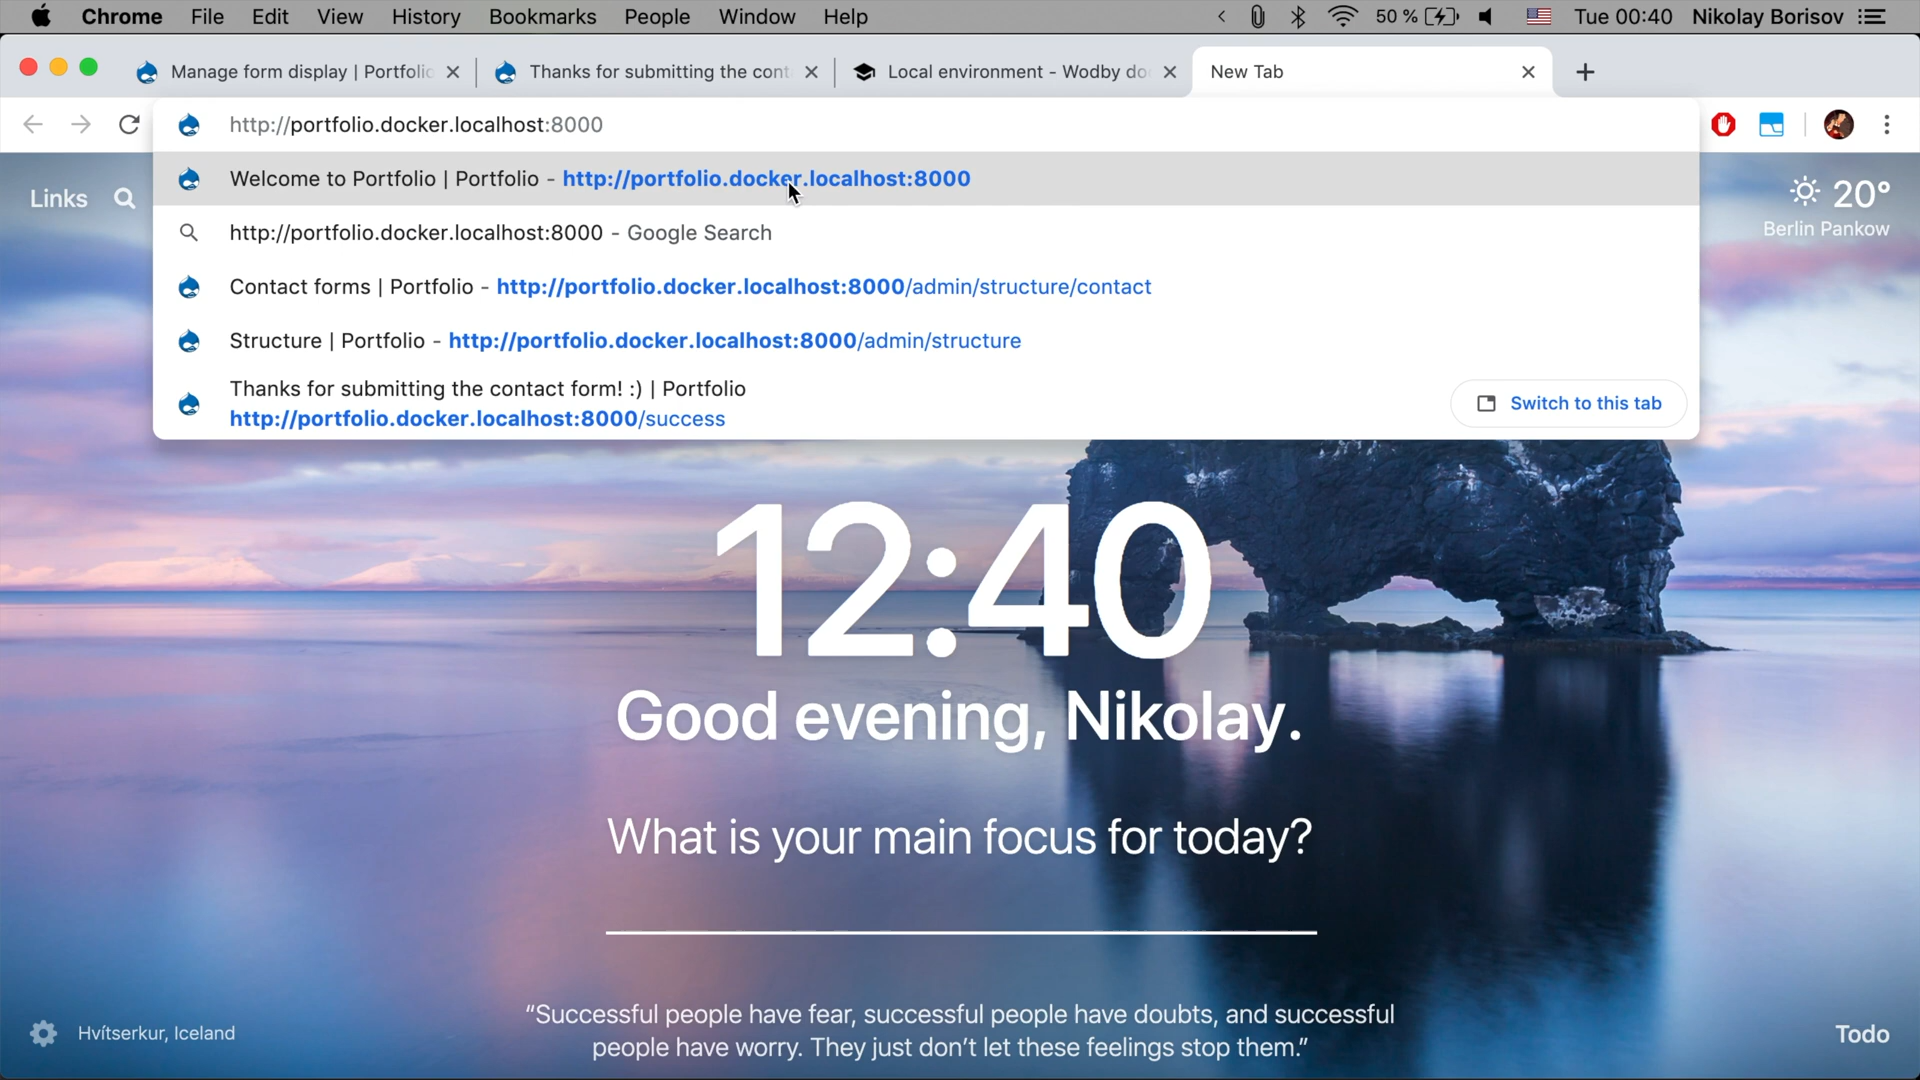 Chrome File Edit View History Bookmarks People Window Help 50 % Tue 00:40 Nikolay Borisov
Manage form display | Portfolio Thanks for submitting the cont Local environment - Wodby do New Tab
http://portfolio.docker.localhost:8000
Welcome to Portfolio | Portfolio - http://portfolio.docker.localhost:8000
http://portfolio.docker.localhost:8000 - Google Search
Contact forms | Portfolio - http://portfolio.docker.localhost:8000/admin/structure/contact
Structure | Portfolio - http://portfolio.docker.localhost:8000/admin/structure
Thanks for submitting the contact form! :) | Portfolio
http://portfolio.docker.localhost:8000/success
Switch to this tab
Links
20°
Berlin Pankow
12:40
Good evening, Nikolay.
What is your main focus for today?
“Successful people have fear, successful people have doubts, and successful
people have worry. They just don’t let these feelings stop them.”
Hvítserkur, Iceland
Todo